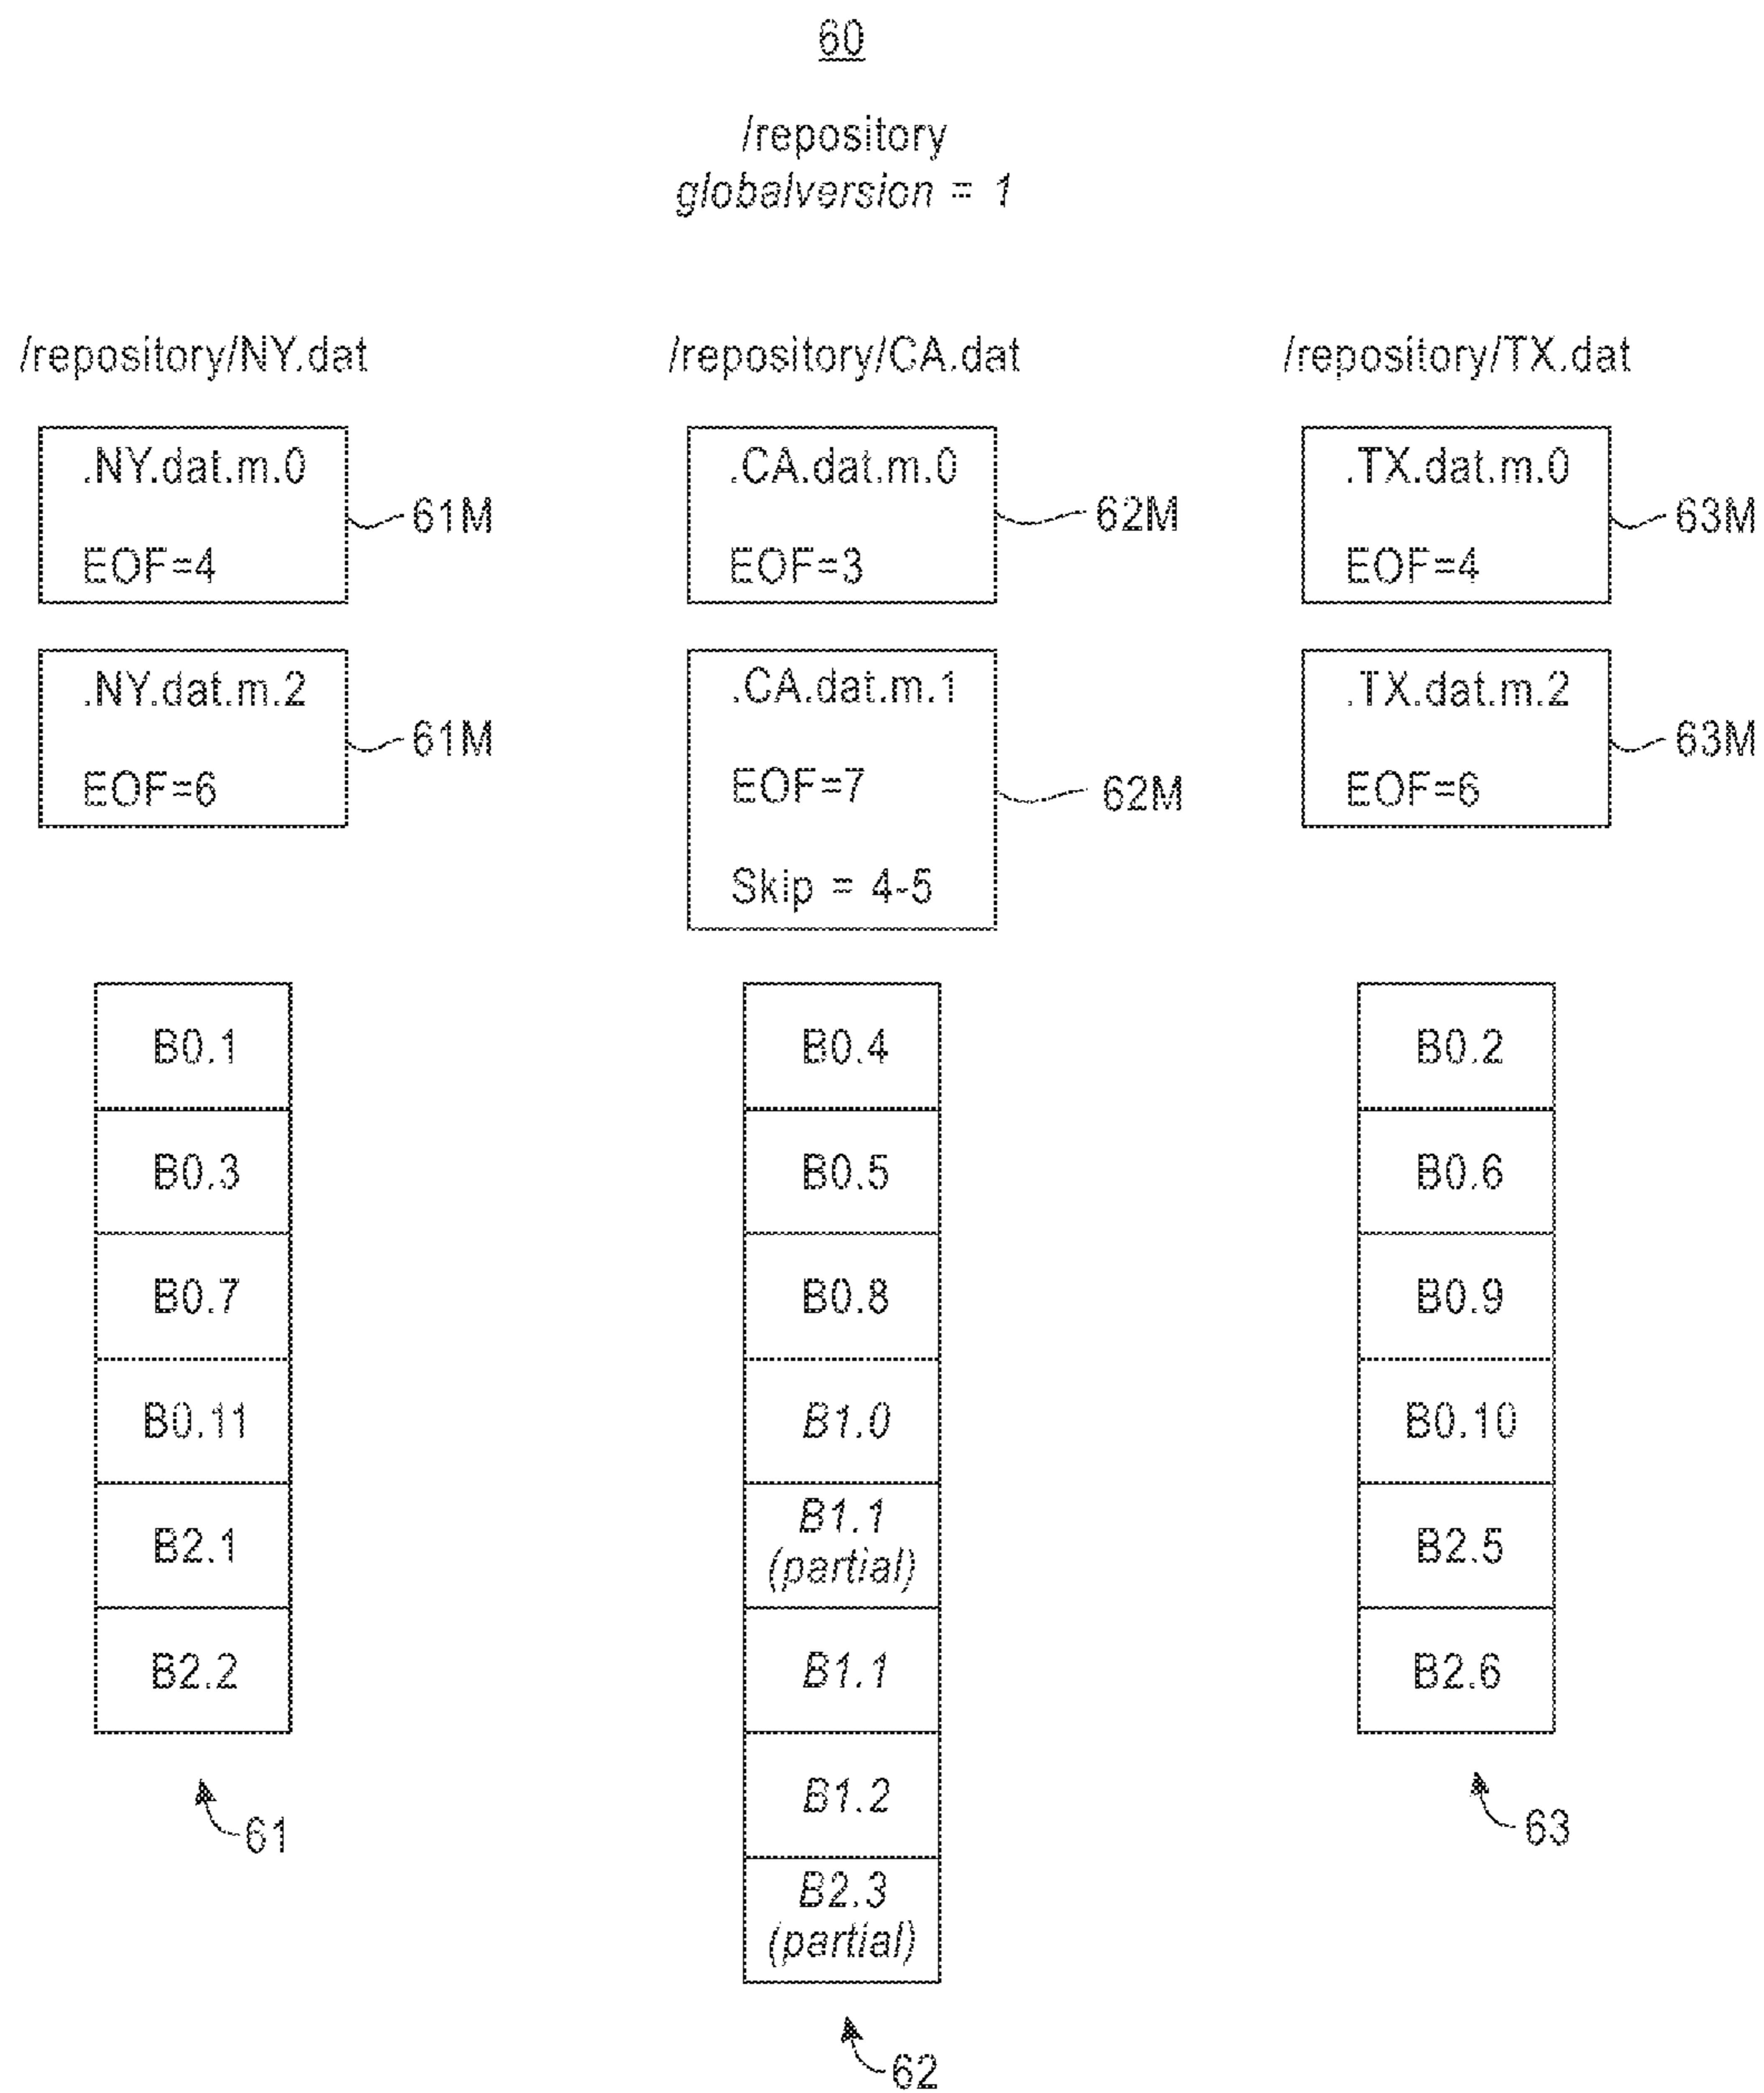 60
/repository
globalversion = 1
/repository/NY.dat
.NY.dat.m.0
EOF=4
61M
.NY.dat.m.2
EOF=6
61M
B0.1
B0.3
B0.7
B0.11
B2.1
B2.2
61
/repository/CA.dat
.CA.dat.m.0
EOF=3
62M
.CA.dat.m.1
EOF=7
Skip = 4-5
62M
B0.4
B0.5
B0.8
B1.0
B1.1
(partial)
B1.1
B1.2
B2.3
(partial)
62
/repository/TX.dat
.TX.dat.m.0
EOF=4
63M
.TX.dat.m.2
EOF=6
63M
B0.2
B0.6
B0.9
B0.10
B2.5
B2.6
63